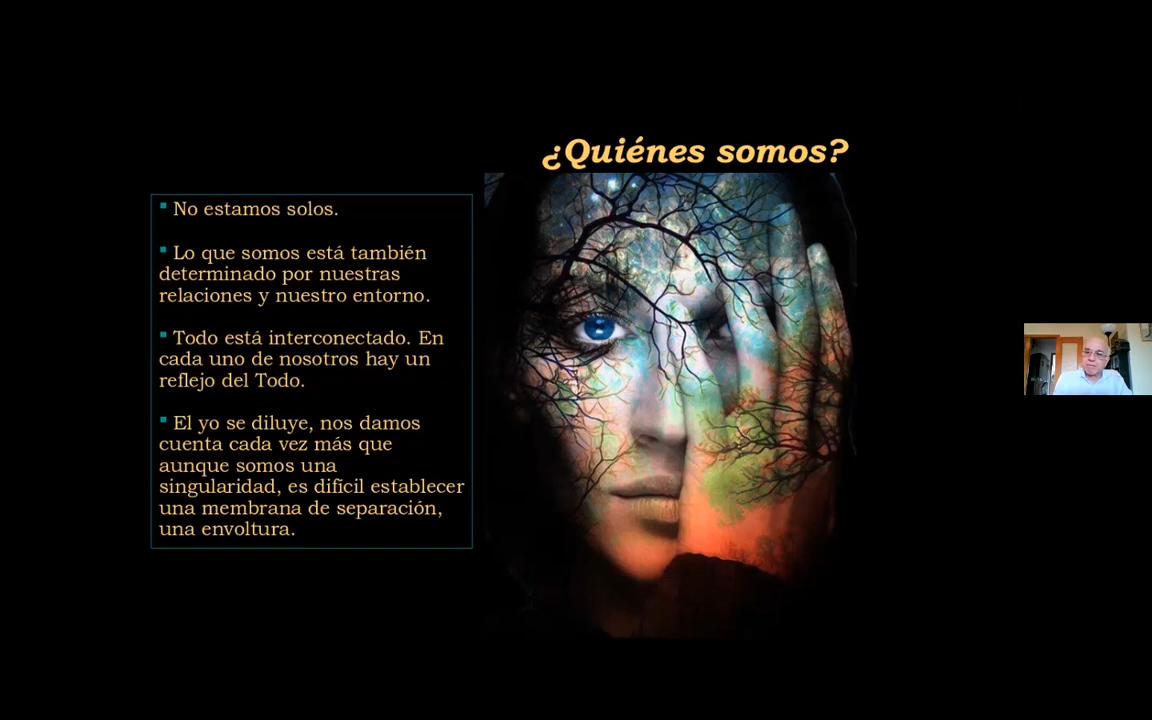 ¿Quiénes somos?
▪ No estamos solos.
▪ Lo que somos está también
determinado por nuestras
relaciones y nuestro entorno.
▪ Todo está interconectado. En
cada uno de nosotros hay un
reflejo del Todo.
▪ El yo se diluye, nos damos
cuenta cada vez más que
aunque somos una
singularidad, es difícil establecer
una membrana de separación,
una envoltura.